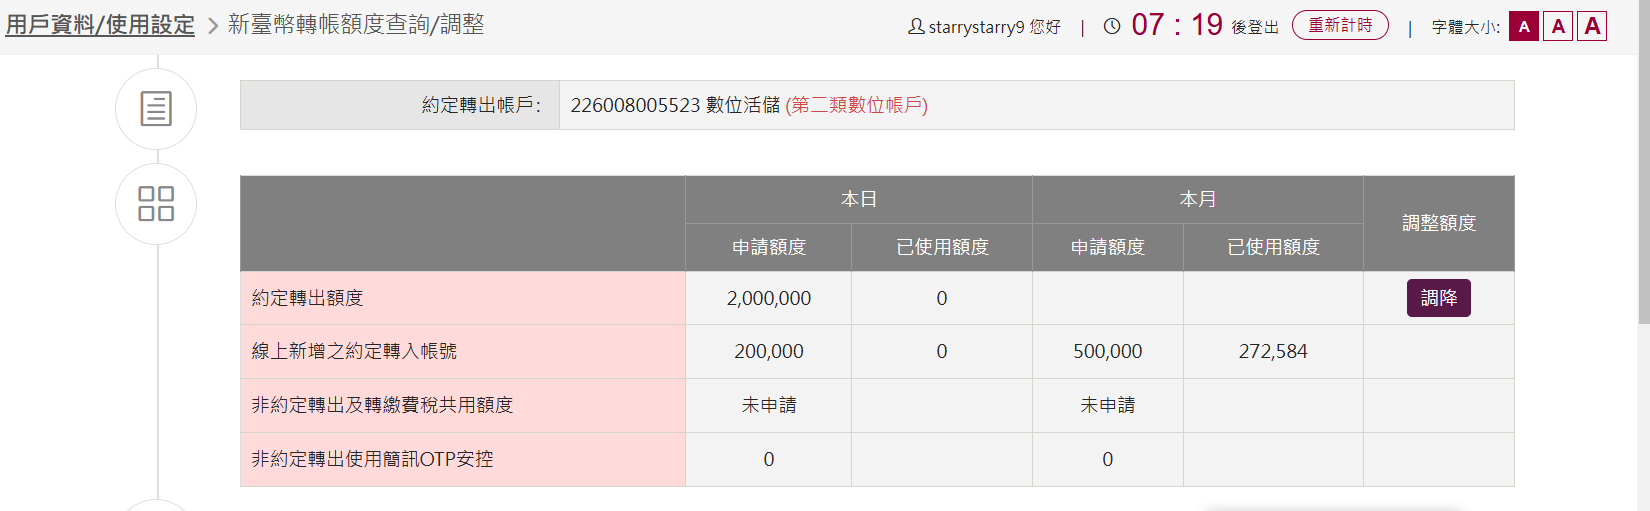 用戶資料/使用設定 > 新臺幣轉帳額度查詢/調整
starrystarry9 您好 | 07 : 19 後登出 重新計時 | 字體大小: A A A
約定轉出帳戶: 226008005523 數位活儲 (第二類數位帳戶)
本日 本月 調整額度
申請額度 已使用額度 申請額度 已使用額度
約定轉出額度 2,000,000 0 調降
線上新增之約定轉入帳號 200,000 0 500,000 272,584
非約定轉出及轉繳費稅共用額度 未申請 未申請
非約定轉出使用簡訊OTP安控 0 0